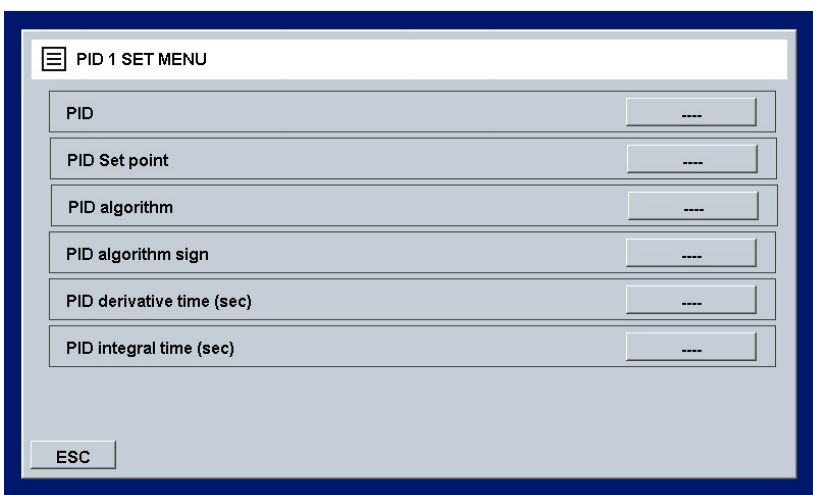 PID 1 SET MENU
PID ----
PID Set point ----
PID algorithm ----
PID algorithm sign ----
PID derivative time (sec) ----
PID integral time (sec) ----
ESC